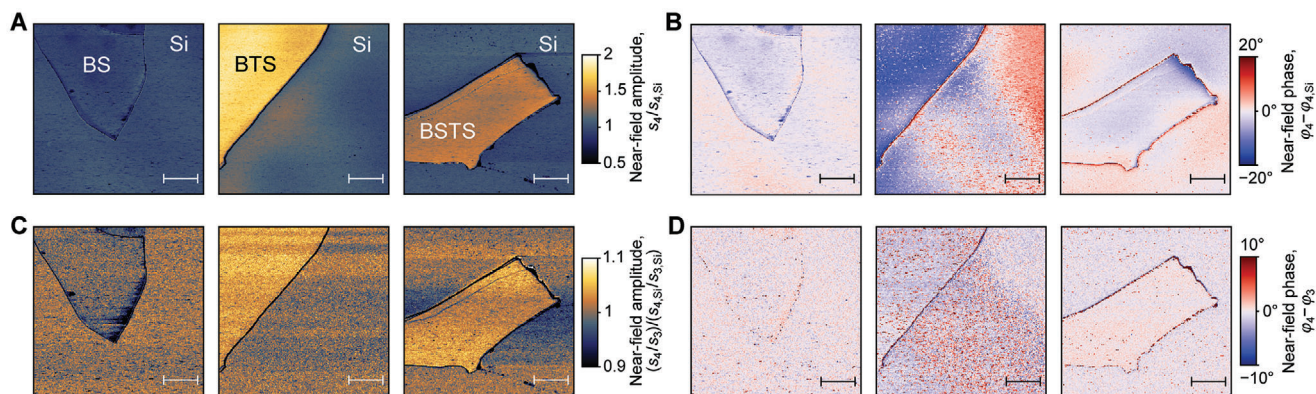 A
BS
Si
BTS
Si
BSTS
Si
2
1.5
1
0.5
Near-field amplitude,
s₄/s₄,Si
B
20°
0°
−20°
Near-field phase,
φ₄− φ₄,Si
C
1.1
1
0.9
Near-field amplitude,
(s₄/s₃)/(s₄,Si/s₃,Si)
D
10°
0°
−10°
Near-field phase,
φ₄− φ₃